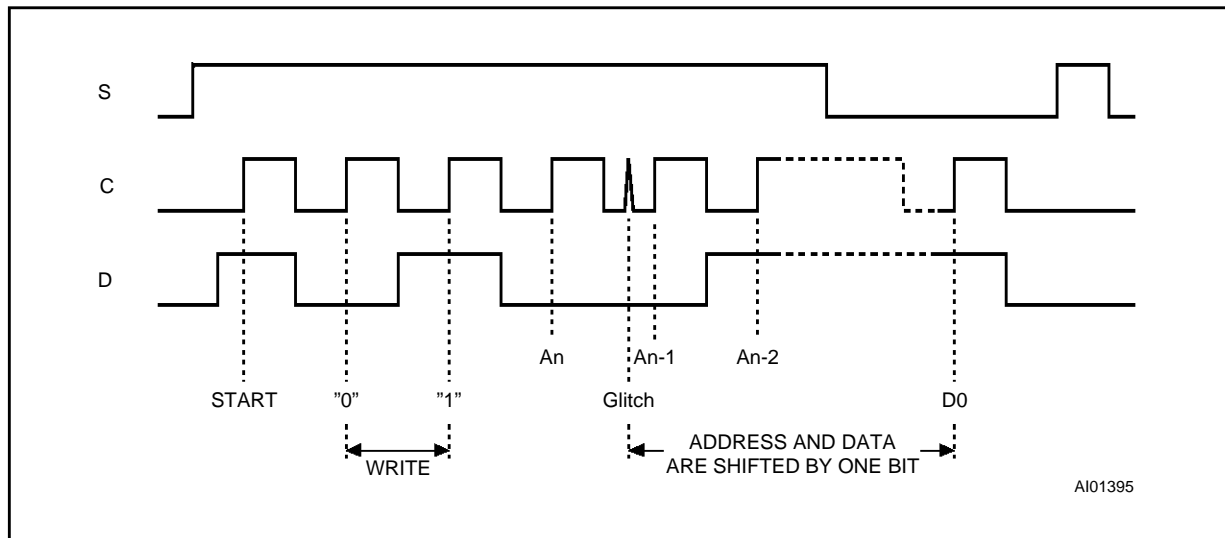 S
C
D
An
An-1
An-2
START
”0”
”1”
Glitch
D0
WRITE
ADDRESS AND DATA
ARE SHIFTED BY ONE BIT
AI01395